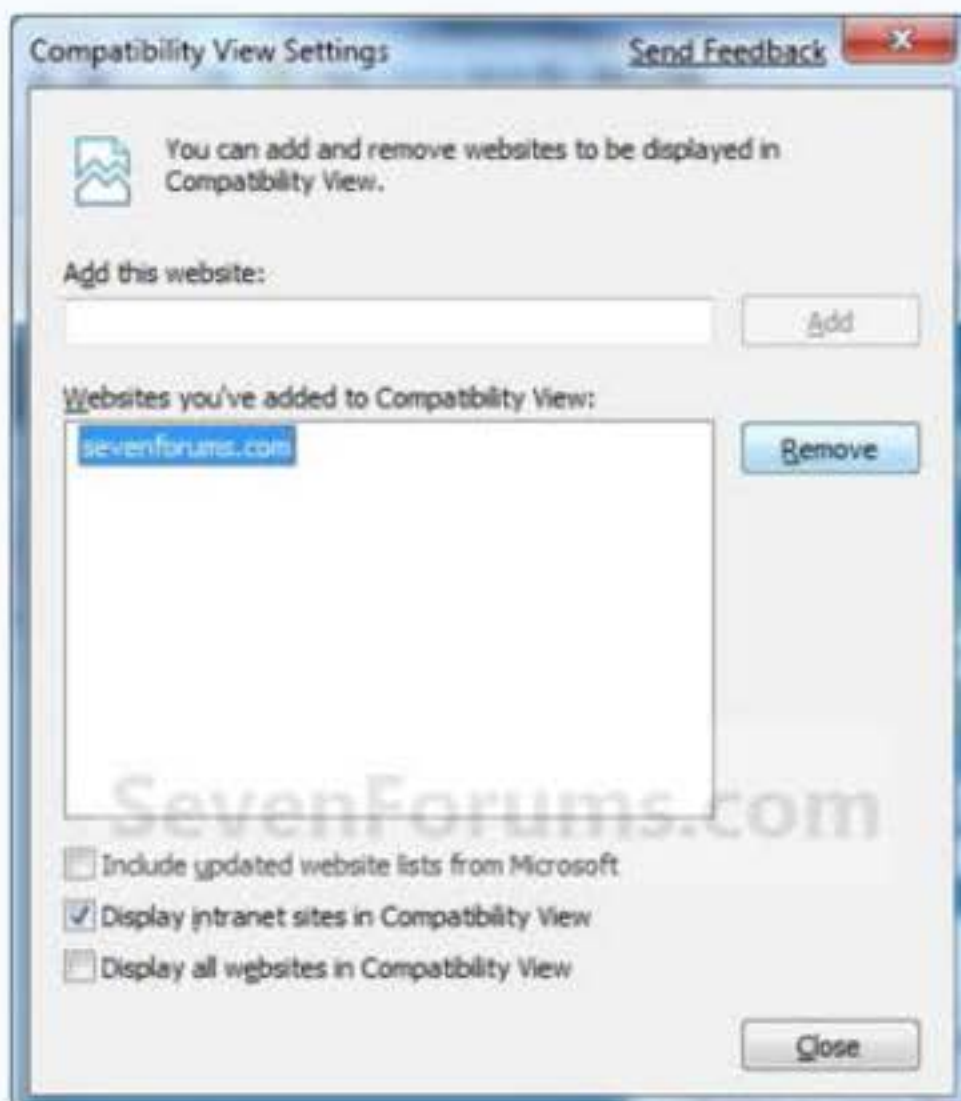 Compatibility View Settings
Send Feedback
You can add and remove websites to be displayed in
Compatibility View.
Add this website:
Add
Websites you've added to Compatibility View:
sevenforums.com
Remove
SevenForums.com
Include updated website lists from Microsoft
Display intranet sites in Compatibility View
Display all websites in Compatibility View
Close